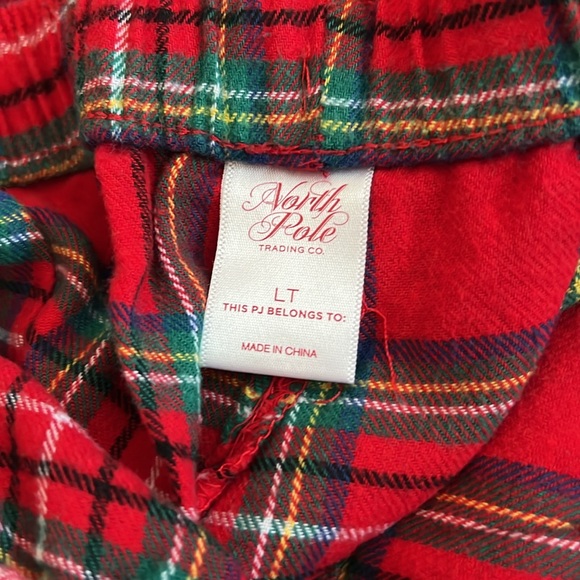 North
Pole
TRADING CO.
LT
THIS PJ BELONGS TO:
MADE IN CHINA